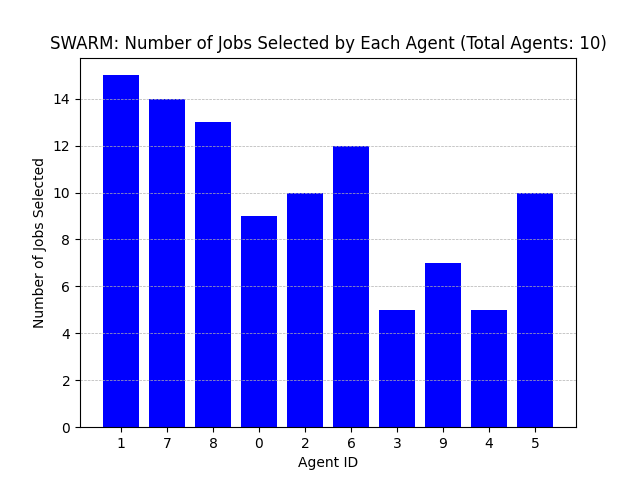 SWARM: Number of Jobs Selected by Each Agent (Total Agents: 10)
Number of Jobs Selected
14
12
10
8
6
4
2
0
1 7 8 0 2 6 3 9 4 5
Agent ID